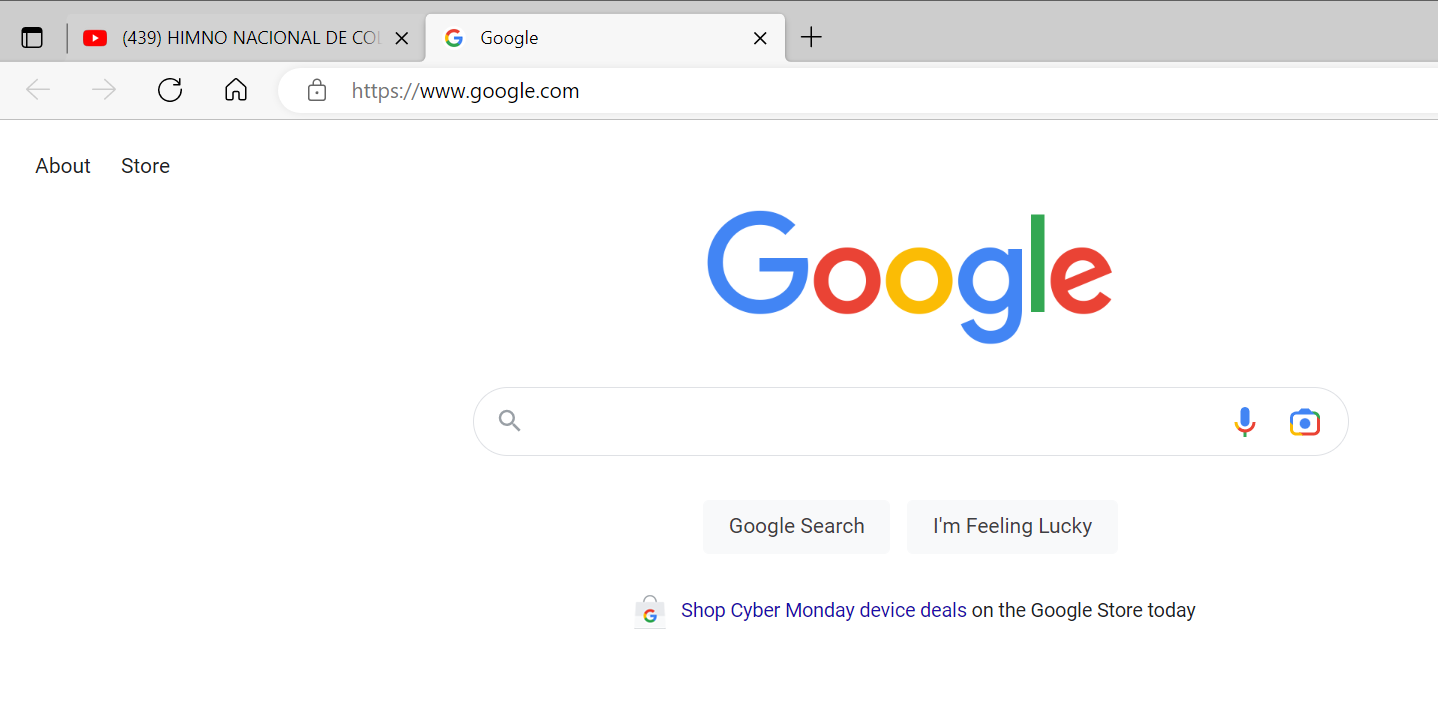 (439) HIMNO NACIONAL DE COL
Google
https://www.google.com
About Store
Google
Google Search
I'm Feeling Lucky
Shop Cyber Monday device deals on the Google Store today